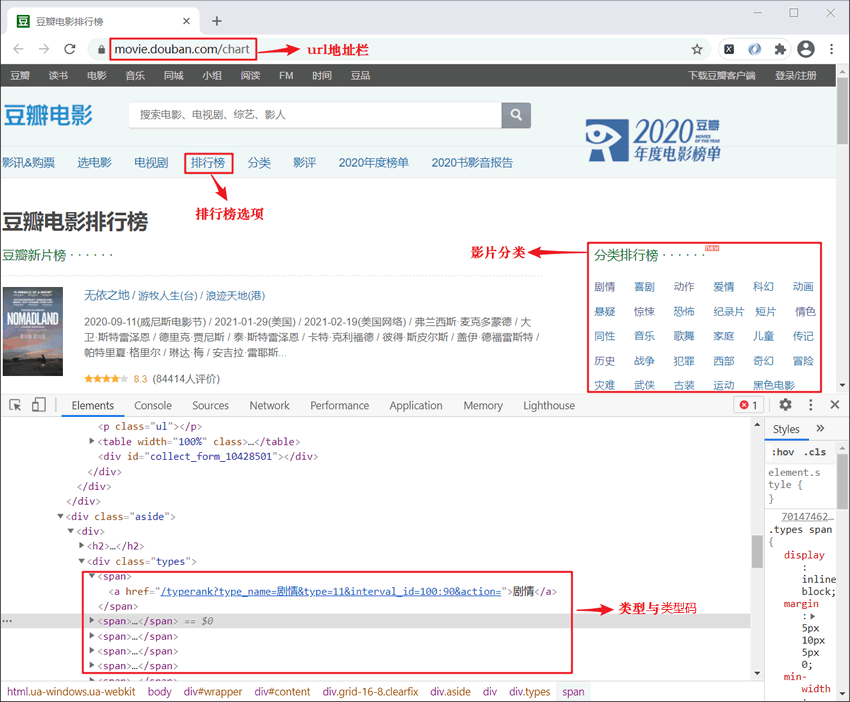 豆瓣电影排行榜
movie.douban.com/chart
url地址栏
豆瓣 读书 电影 音乐 同城 小组 阅读 FM 时间 豆品 下载豆瓣客户端 登录/注册
豆瓣电影
搜索电影、电视剧、综艺、影人
2020豆瓣
MOVIES OF THE YEAR
年度电影榜单
影讯&购票 选电影 电视剧 排行榜 分类 影评 2020年度榜单 2020书影音报告
排行榜选项
豆瓣电影排行榜
豆瓣新片榜 · · · · · ·
影片分类
分类排行榜 · · · · · · NEW
剧情 喜剧 动作 爱情 科幻 动画
悬疑 惊悚 恐怖 纪录片 短片 情色
同性 音乐 歌舞 家庭 儿童 传记
历史 战争 犯罪 西部 奇幻 冒险
灾难 武侠 古装 运动 黑色电影
NOMADLAND
无依之地 / 游牧人生(台) / 浪迹天地(港)
2020-09-11(威尼斯电影节) / 2021-01-29(美国) / 2021-02-19(美国网络) / 弗兰西斯·麦克多蒙德 / 大
卫·斯特雷泽恩 / 德里克·贾尼斯 / 泰·斯特雷泽恩 / 卡特·克利福德 / 彼得·斯皮尔斯 / 盖伊·德福雷斯特 /
帕特里夏·格里尔 / 琳达·梅 / 安吉拉·雷耶斯...
8.3 (84414人评价)
Elements Console Sources Network Performance Application Memory Lighthouse 1
<p class="ul"></p>
<table width="100%" class>…</table>
<div id="collect_form_10428501"></div>
</div>
</div>
</div>
<div class="aside">
<div>
<h2>…</h2>
<div class="types">
<span>
<a href="/typerank?type_name=剧情&type=11&interval_id=100:90&action=">剧情</a>
</span>
<span>…</span> == $0
<span>…</span>
<span>…</span>
<span>…</span>
类型与类型码
Styles
:hov .cls
element.s
tyle {
}
70147462…
.types span
{
display
:
inline
block;
margin
:
5px
10px
5px
0;
min-
width
html.ua-windows.ua-webkit body div#wrapper div#content div.grid-16-8.clearfix div.aside div div.types span